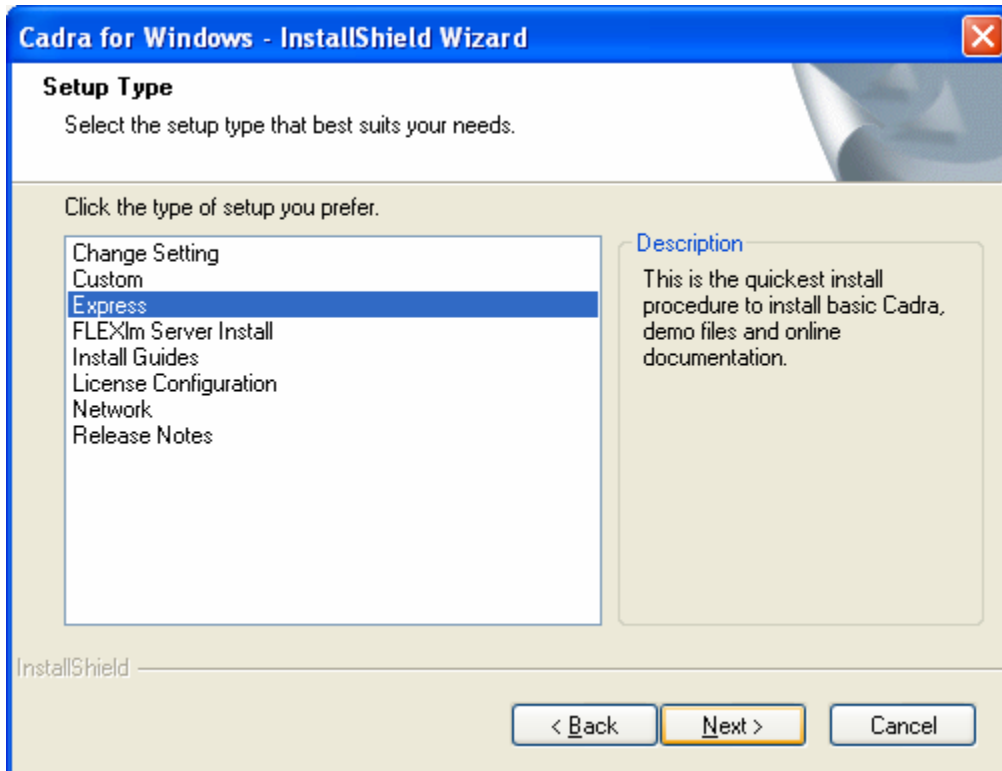 Cadra for Windows - InstallShield Wizard
Setup Type
Select the setup type that best suits your needs.
Click the type of setup you prefer.
Change Setting
Custom
Express
FLEXlm Server Install
Install Guides
License Configuration
Network
Release Notes
Description
This is the quickest install
procedure to install basic Cadra,
demo files and online
documentation.
InstallShield
< Back
Next >
Cancel